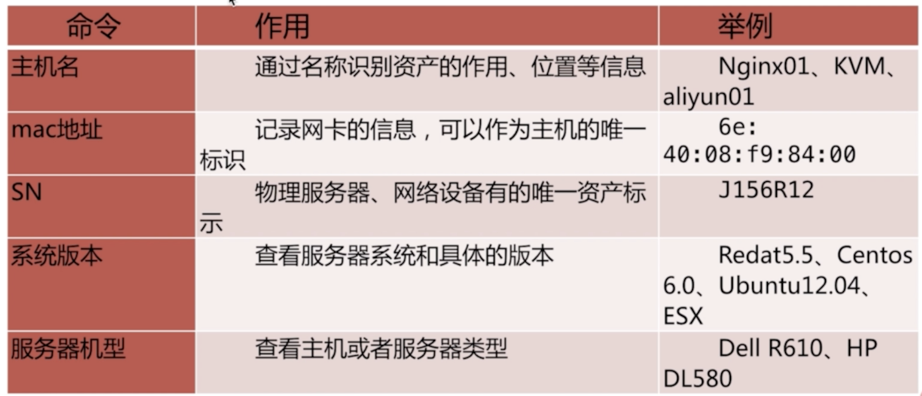 命令 作用 举例
主机名 通过名称识别资产的作用、位置等信息 Nginx01、KVM、
aliyun01
mac地址 记录网卡的信息，可以作为主机的唯一 6e:
标识 40:08:f9:84:00
SN 物理服务器、网络设备有的唯一资产标 J156R12
示
系统版本 查看服务器系统和具体的版本 Redat5.5、Centos
6.0、Ubuntu12.04、
ESX
服务器机型 查看主机或者服务器类型 Dell R610、HP
DL580